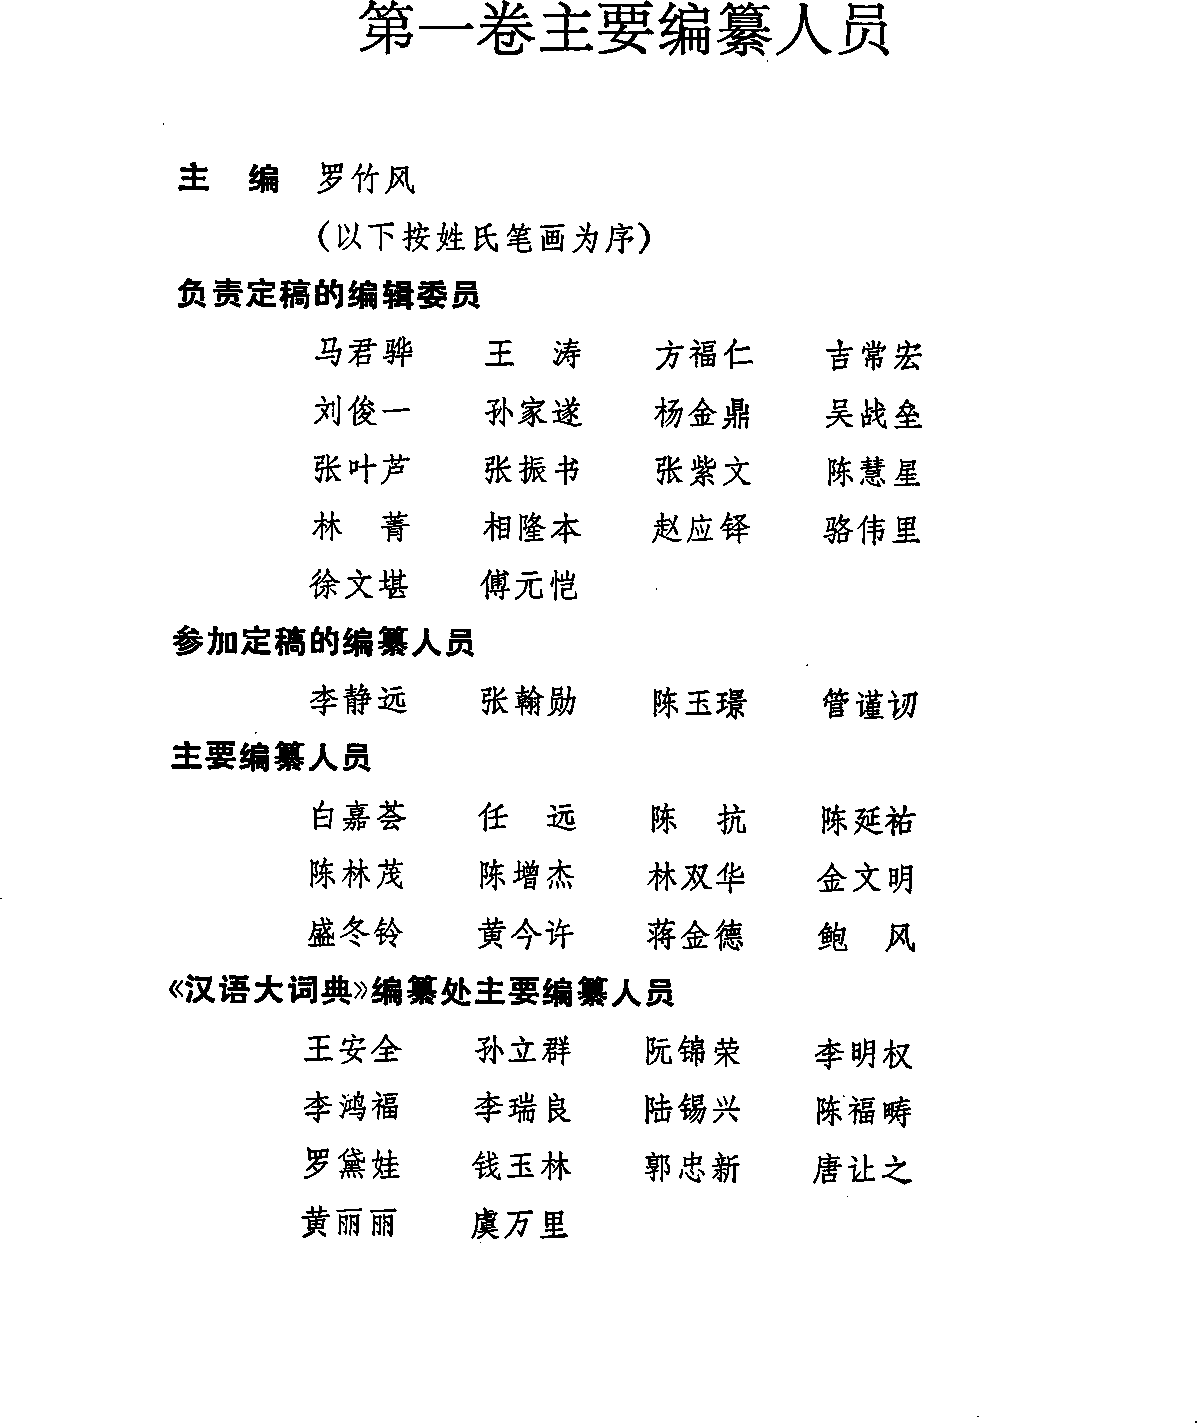 第一卷主要编纂人员
主　编　罗竹风
（以下按姓氏笔画为序）
负责定稿的编辑委员
马君骅　王　涛　方福仁　吉常宏
刘俊一　孙家遂　杨金鼎　吴战垒
张叶芦　张振书　张紫文　陈慧星
林　菁　相隆本　赵应铎　骆伟里
徐文堪　傅元恺
参加定稿的编纂人员
李静远　张翰勋　陈玉璟　管谨讱
主要编纂人员
白嘉荟　任　远　陈　抗　陈延祐
陈林茂　陈增杰　林双华　金文明
盛冬铃　黄今许　蒋金德　鲍　风
《汉语大词典》编纂处主要编纂人员
王安全　孙立群　阮锦荣　李明权
李鸿福　李瑞良　陆锡兴　陈福畴
罗黛娃　钱玉林　郭忠新　唐让之
黄丽丽　虞万里